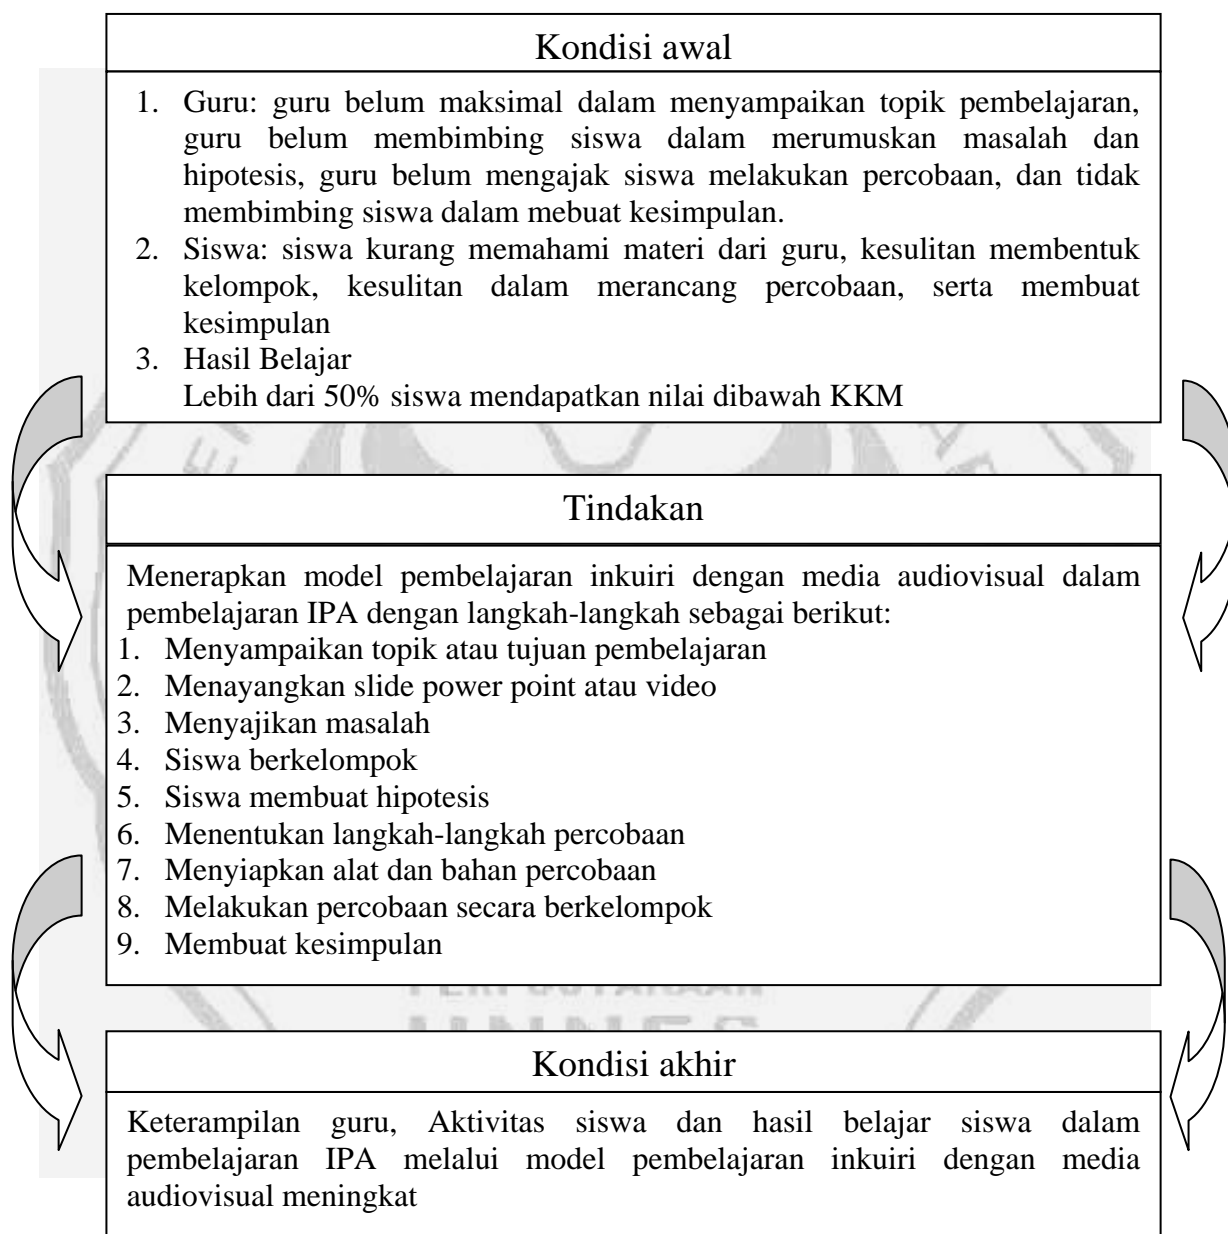 Kondisi awal
1. Guru: guru belum maksimal dalam menyampaikan topik pembelajaran,
guru belum membimbing siswa dalam merumuskan masalah dan
hipotesis, guru belum mengajak siswa melakukan percobaan, dan tidak
membimbing siswa dalam mebuat kesimpulan.
2. Siswa: siswa kurang memahami materi dari guru, kesulitan membentuk
kelompok, kesulitan dalam merancang percobaan, serta membuat
kesimpulan
3. Hasil Belajar
Lebih dari 50% siswa mendapatkan nilai dibawah KKM
Tindakan
Menerapkan model pembelajaran inkuiri dengan media audiovisual dalam
pembelajaran IPA dengan langkah-langkah sebagai berikut:
1. Menyampaikan topik atau tujuan pembelajaran
2. Menayangkan slide power point atau video
3. Menyajikan masalah
4. Siswa berkelompok
5. Siswa membuat hipotesis
6. Menentukan langkah-langkah percobaan
7. Menyiapkan alat dan bahan percobaan
8. Melakukan percobaan secara berkelompok
9. Membuat kesimpulan
PERPUSTAKAAN
UNNES
Kondisi akhir
Keterampilan guru, Aktivitas siswa dan hasil belajar siswa dalam
pembelajaran IPA melalui model pembelajaran inkuiri dengan media
audiovisual meningkat